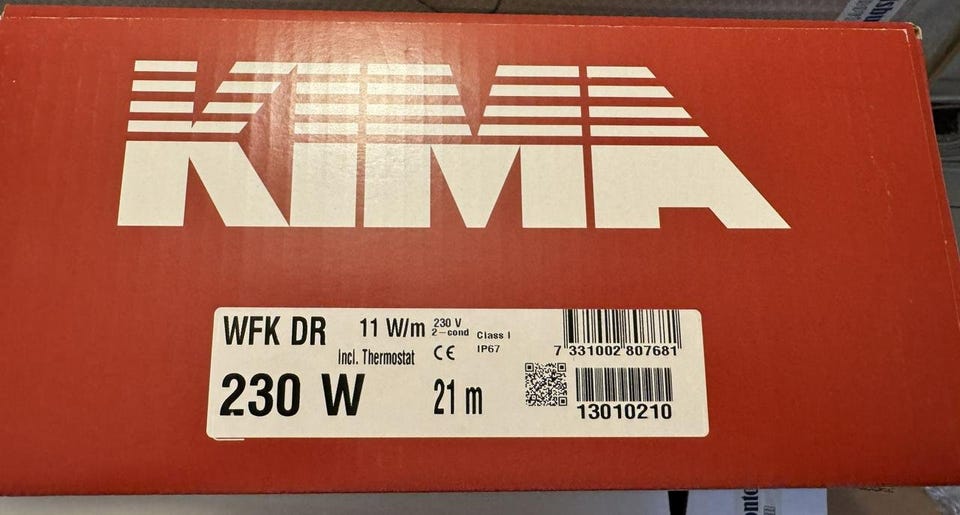 KIMA
WFK DR 11 W/m 230 V
2-cond Class I
Incl. Thermostat CE IP67
230 W 21 m
7 331002 807681
13010210